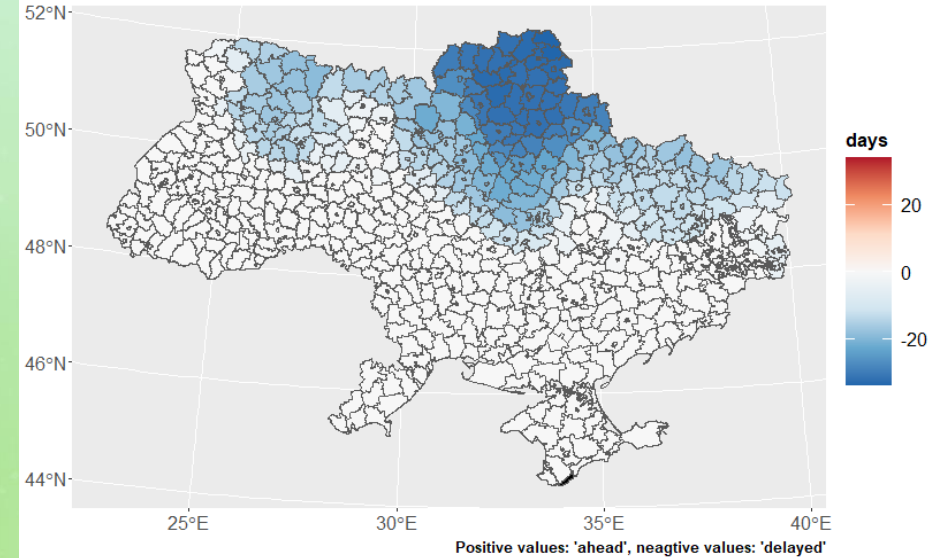 52°N
50°N
48°N
46°N
44°N
days
20
0
-20
25°E 30°E 35°E 40°E
Positive values: 'ahead', neagtive values: 'delayed'